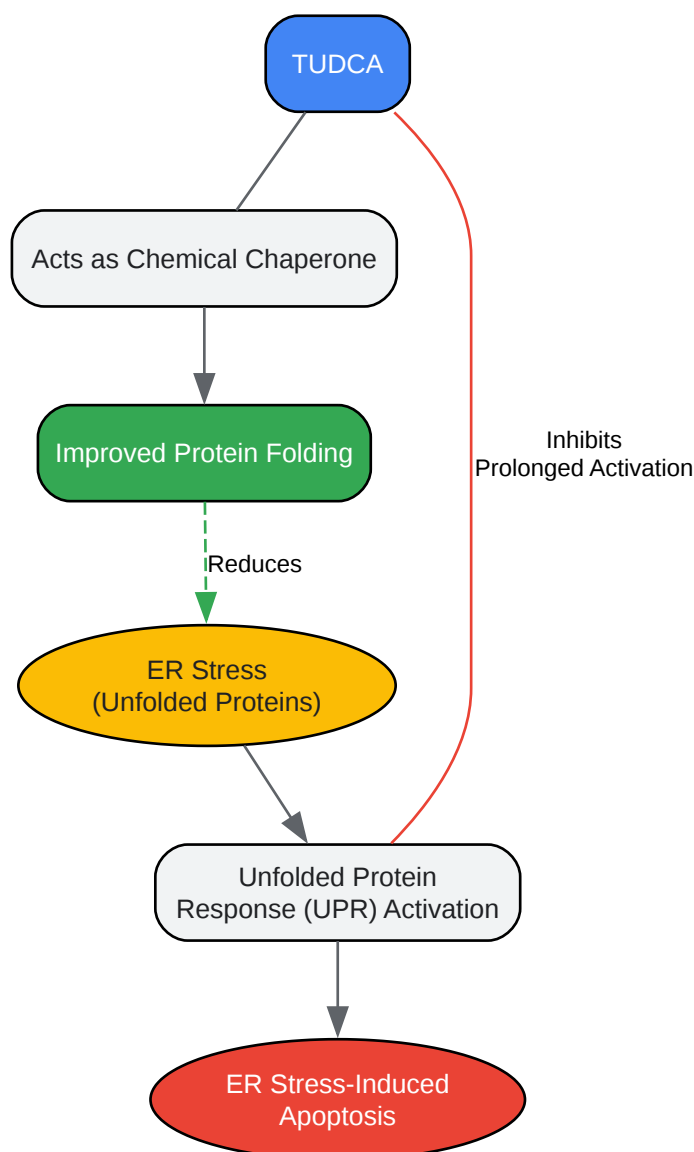 TUDCA
Acts as Chemical Chaperone
Improved Protein Folding
Inhibits
Prolonged Activation
Reduces
ER Stress
(Unfolded Proteins)
Unfolded Protein
Response (UPR) Activation
ER Stress-Induced
Apoptosis